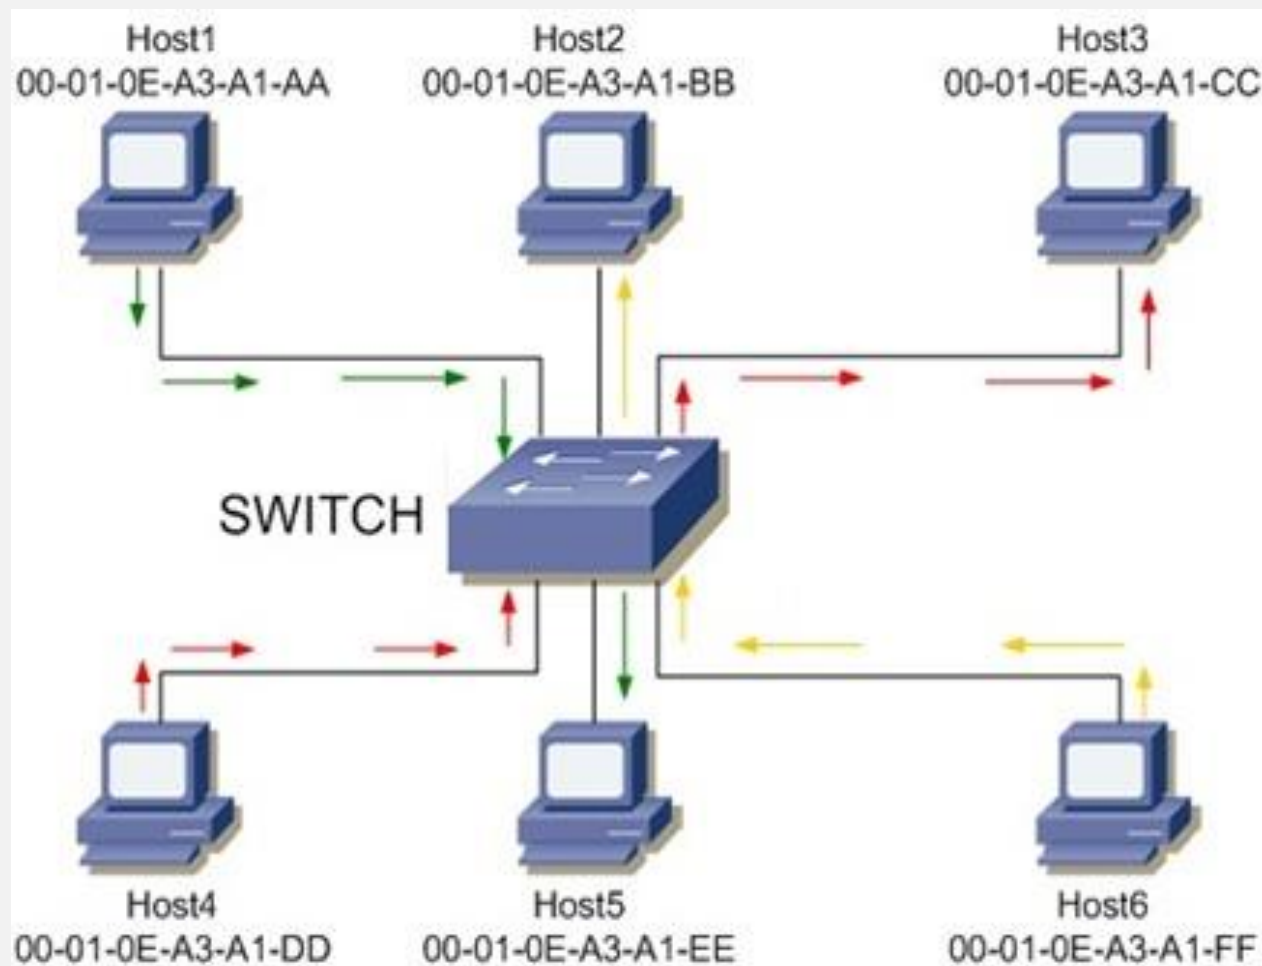 Host1
00-01-0E-A3-A1-AA
Host2
00-01-0E-A3-A1-BB
Host3
00-01-0E-A3-A1-CC
SWITCH
Host4
00-01-0E-A3-A1-DD
Host5
00-01-0E-A3-A1-EE
Host6
00-01-0E-A3-A1-FF